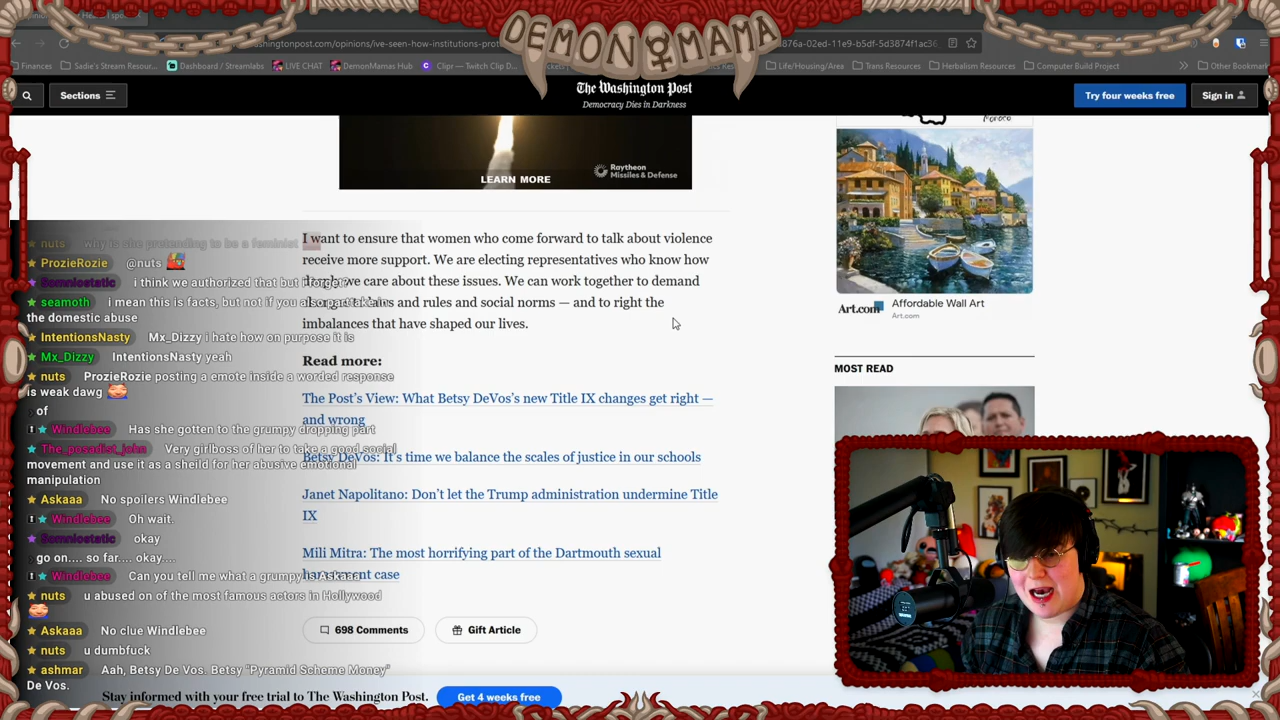 DEMON MAMA
washingtonpost.com/opinions/ive-seen-how-institutions-prot
876a-02ed-11e9-b5df-5d3874f1ac36
Finances
Sadie's Stream Resour...
Dashboard / Streamlabs
LIVE CHAT
DemonMamas Hub
Clipr — Twitch Clip D...
Life/Housing/Area
Trans Resources
Herbalism Resources
Computer Build Project
Other Bookmar
Sections
The Washington Post
Democracy Dies in Darkness
Try four weeks free
Sign in
Monaco
LEARN MORE
Raytheon
Missiles & Defense
I want to ensure that women who come forward to talk about violence
receive more support. We are electing representatives who know how
we care about these issues. We can work together to demand
and rules and social norms — and to right the
imbalances that have shaped our lives.
Read more:
The Post's View: What Betsy DeVos's new Title IX changes get right —
and wrong
Betsy DeVos: It's time we balance the scales of justice in our schools
Janet Napolitano: Don't let the Trump administration undermine Title
IX
Mili Mitra: The most horrifying part of the Dartmouth sexual
case
698 Comments
Gift Article
Stay informed with your free trial to The Washington Post.
Get 4 weeks free
Art.com
Affordable Wall Art
Art.com
MOST READ
nuts why is she pretending to be a feminist
ProzieRozie @nuts
Somniostatic i think we authorized that but i forget?
seamoth i mean this is facts, but not if you also partake in
the domestic abuse
IntentionsNasty Mx_Dizzy i hate how on purpose it is
Mx_Dizzy IntentionsNasty yeah
nuts ProzieRozie posting a emote inside a worded response
is weak dawg
of
Windlebee Has she gotten to the grumpy dropping part
The_posadist_john Very girlboss of her to take a good social
movement and use it as a sheild for her abusive emotional
manipulation
Askaaa No spoilers Windlebee
Windlebee Oh wait.
Somniostatic okay
go on.... so far.... okay....
Windlebee Can you tell me what a grumpy is Askaaa
nuts u abused on of the most famous actors in Hollywood
Askaaa No clue Windlebee
nuts u dumbfuck
ashmar Aah, Betsy De Vos. Betsy "Pyramid Scheme Money"
De Vos.